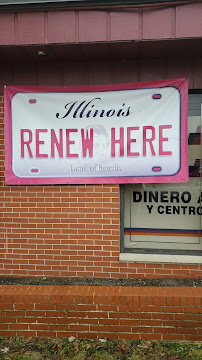 Illinois
RENEW HERE
Land of Lincoln
DINERO A
Y CENTRO